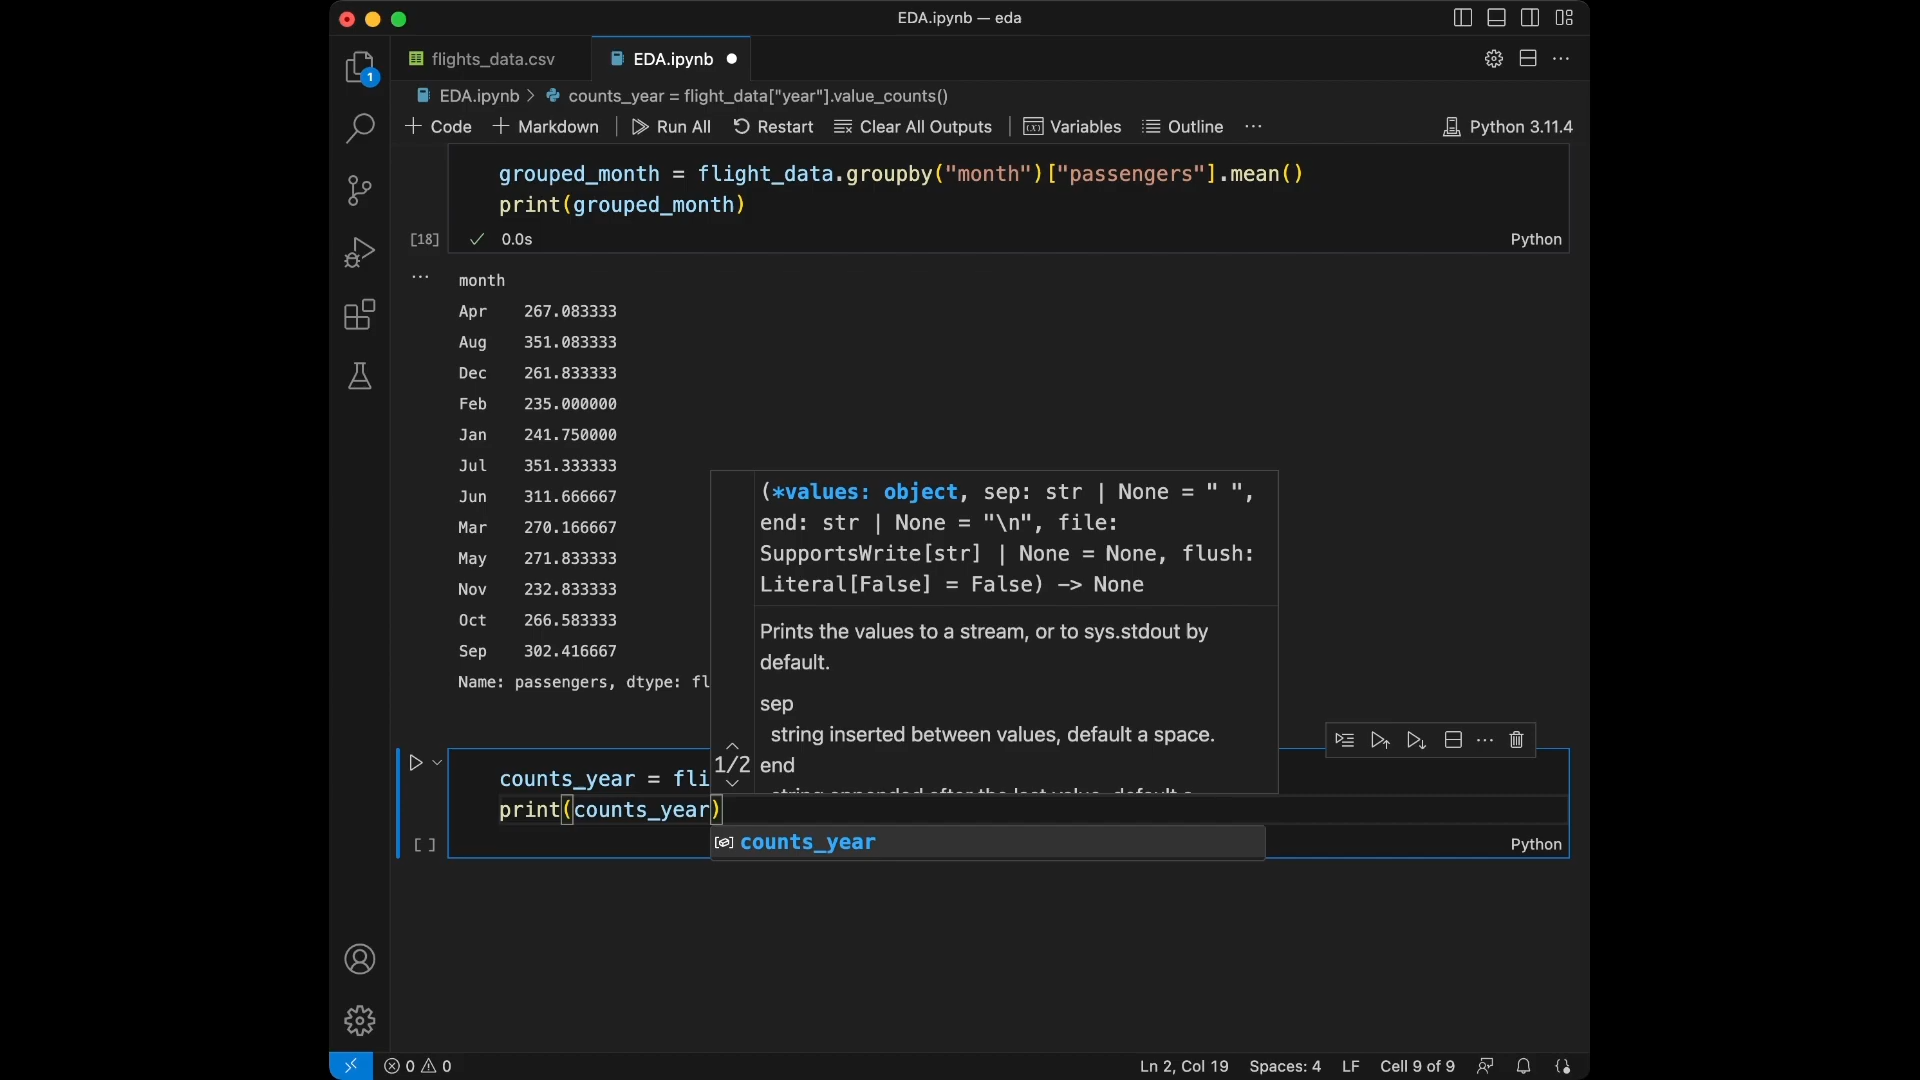 EDA.ipynb — eda
1
flights_data.csv
EDA.ipynb
EDA.ipynb > counts_year = flight_data["year"].value_counts()
Code Markdown Run All Restart Clear All Outputs Variables Outline ... Python 3.11.4
grouped_month = flight_data.groupby("month")["passengers"].mean()
print(grouped_month)
[18] 0.0s Python
... month
Apr 267.083333
Aug 351.083333
Dec 261.833333
Feb 235.000000
Jan 241.750000
Jul 351.333333
Jun 311.666667
Mar 270.166667
May 271.833333
Nov 232.833333
Oct 266.583333
Sep 302.416667
Name: passengers, dtype: fl
(*values: object, sep: str | None = " ",
end: str | None = "\n", file:
SupportsWrite[str] | None = None, flush:
Literal[False] = False) -> None
Prints the values to a stream, or to sys.stdout by
default.
sep
string inserted between values, default a space.
1/2 end
counts_year = fli
print(counts_year)
counts_year
[ ] Python
0 0 Ln 2, Col 19 Spaces: 4 LF Cell 9 of 9